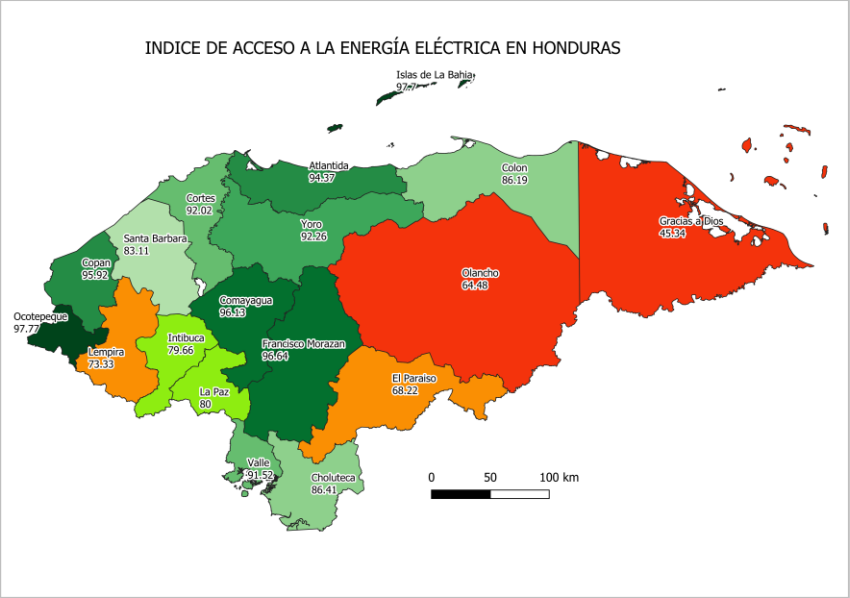 INDICE DE ACCESO A LA ENERGÍA ELÉCTRICA EN HONDURAS
Islas de La Bahia
97.7
Atlantida
94.37
Colon
86.19
Cortes
92.02
Yoro
92.26
Gracias a Dios
45.34
Santa Barbara
83.11
Copan
95.92
Olancho
64.48
Comayagua
96.13
Ocotepeque
97.77
Intibuca
79.66
Francisco Morazan
96.64
Lempira
73.33
El Paraiso
68.22
La Paz
80
Valle
91.52
Choluteca
86.41
0 50 100 km